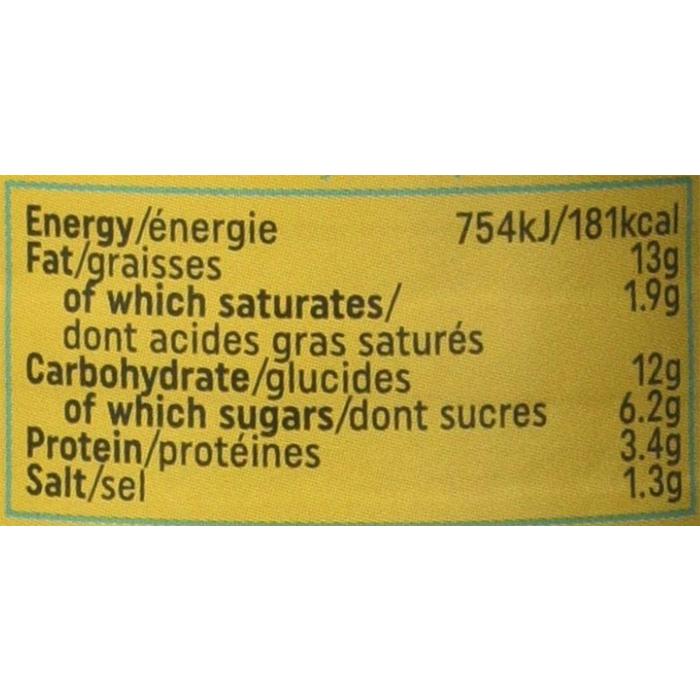 Energy/énergie 754kJ/181kcal
Fat/graisses 13g
of which saturates/ 1.9g
dont acides gras saturés
Carbohydrate/glucides 12g
of which sugars/dont sucres 6.2g
Protein/protéines 3.4g
Salt/sel 1.3g